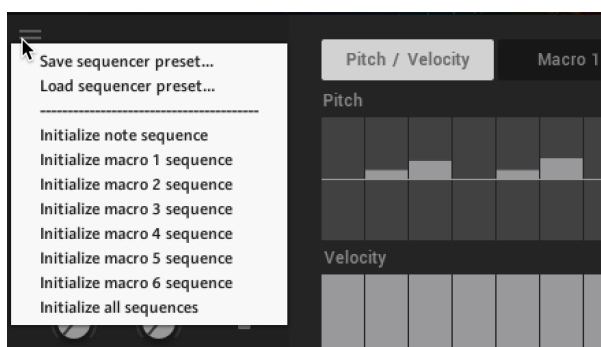 Save sequencer preset...
Load sequencer preset...
----------------------------------------
Initialize note sequence
Initialize macro 1 sequence
Initialize macro 2 sequence
Initialize macro 3 sequence
Initialize macro 4 sequence
Initialize macro 5 sequence
Initialize macro 6 sequence
Initialize all sequences
Pitch / Velocity
Macro 1
Pitch
Velocity